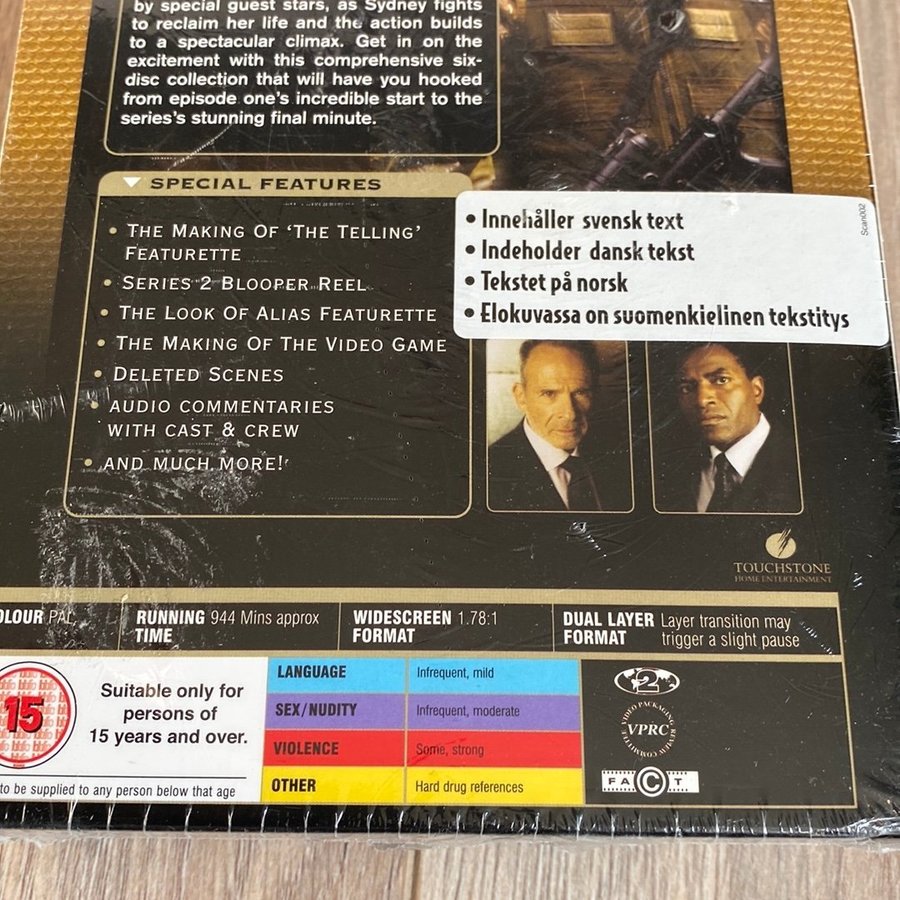 by special guest stars, as Sydney fights
to reclaim her life and the action builds
to a spectacular climax. Get in on the
excitement with this comprehensive six-
disc collection that will have you hooked
from episode one's incredible start to the
series's stunning final minute.
SPECIAL FEATURES
• THE MAKING OF 'THE TELLING'
FEATURETTE
• SERIES 2 BLOOPER REEL
• THE LOOK OF ALIAS FEATURETTE
• THE MAKING OF THE VIDEO GAME
• DELETED SCENES
• AUDIO COMMENTARIES
WITH CAST & CREW
• AND MUCH MORE!
• Innehåller svensk text
• Indeholder dansk tekst
• Tekstet på norsk
• Elokuvassa on suomenkielinen tekstitys
Scan002
TOUCHSTONE
HOME ENTERTAINMENT
OLOUR PAL
RUNNING TIME 944 Mins approx
WIDESCREEN FORMAT 1.78:1
DUAL LAYER FORMAT Layer transition may
trigger a slight pause
15
Suitable only for
persons of
15 years and over.
to be supplied to any person below that age
LANGUAGE Infrequent, mild
SEX/NUDITY Infrequent, moderate
VIOLENCE Some, strong
OTHER Hard drug references
2
VIDEO PACKAGING REVIEW COMMITTEE
VPRC
FACT